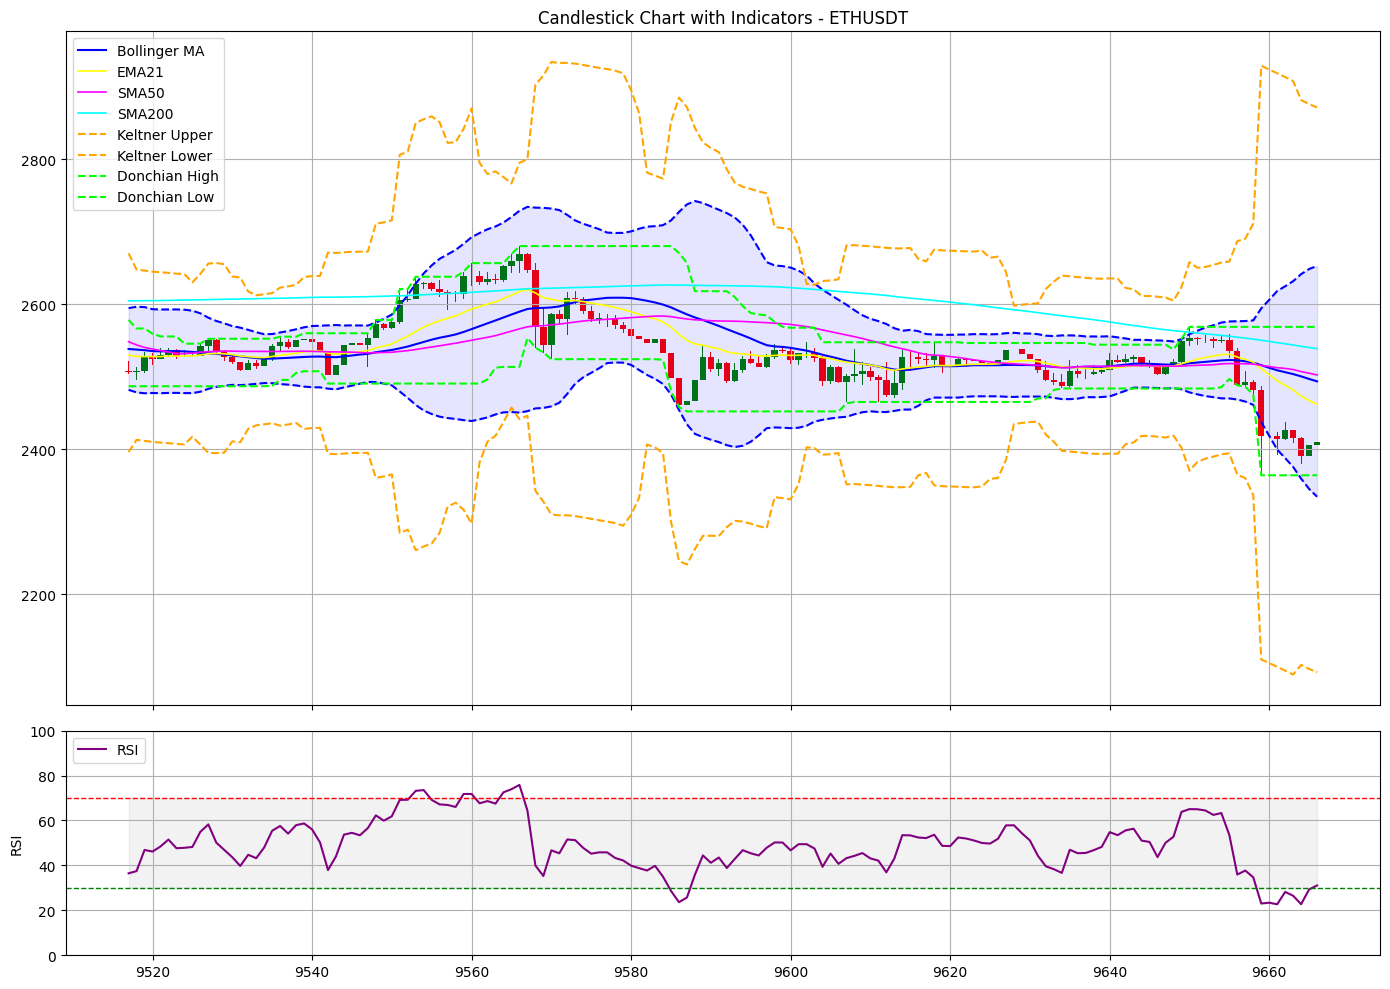 Candlestick Chart with Indicators - ETHUSDT
Bollinger MA
EMA21
SMA50
SMA200
Keltner Upper
Keltner Lower
Donchian High
Donchian Low
2800
2600
2400
2200
RSI
100
80
60
40
20
0
RSI
9520 9540 9560 9580 9600 9620 9640 9660